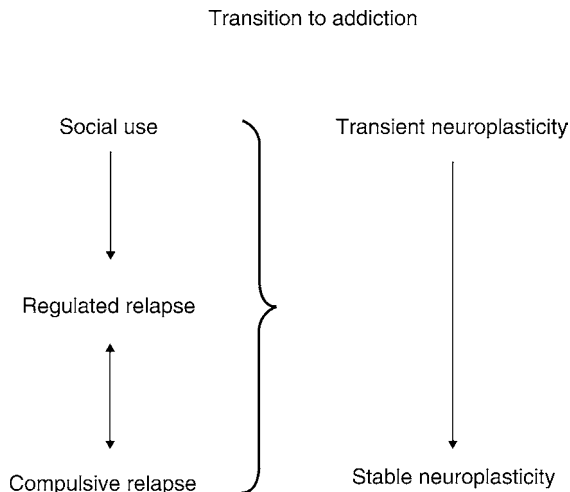 Transition to addiction
Social use
Transient neuroplasticity
Regulated relapse
Compulsive relapse
Stable neuroplasticity